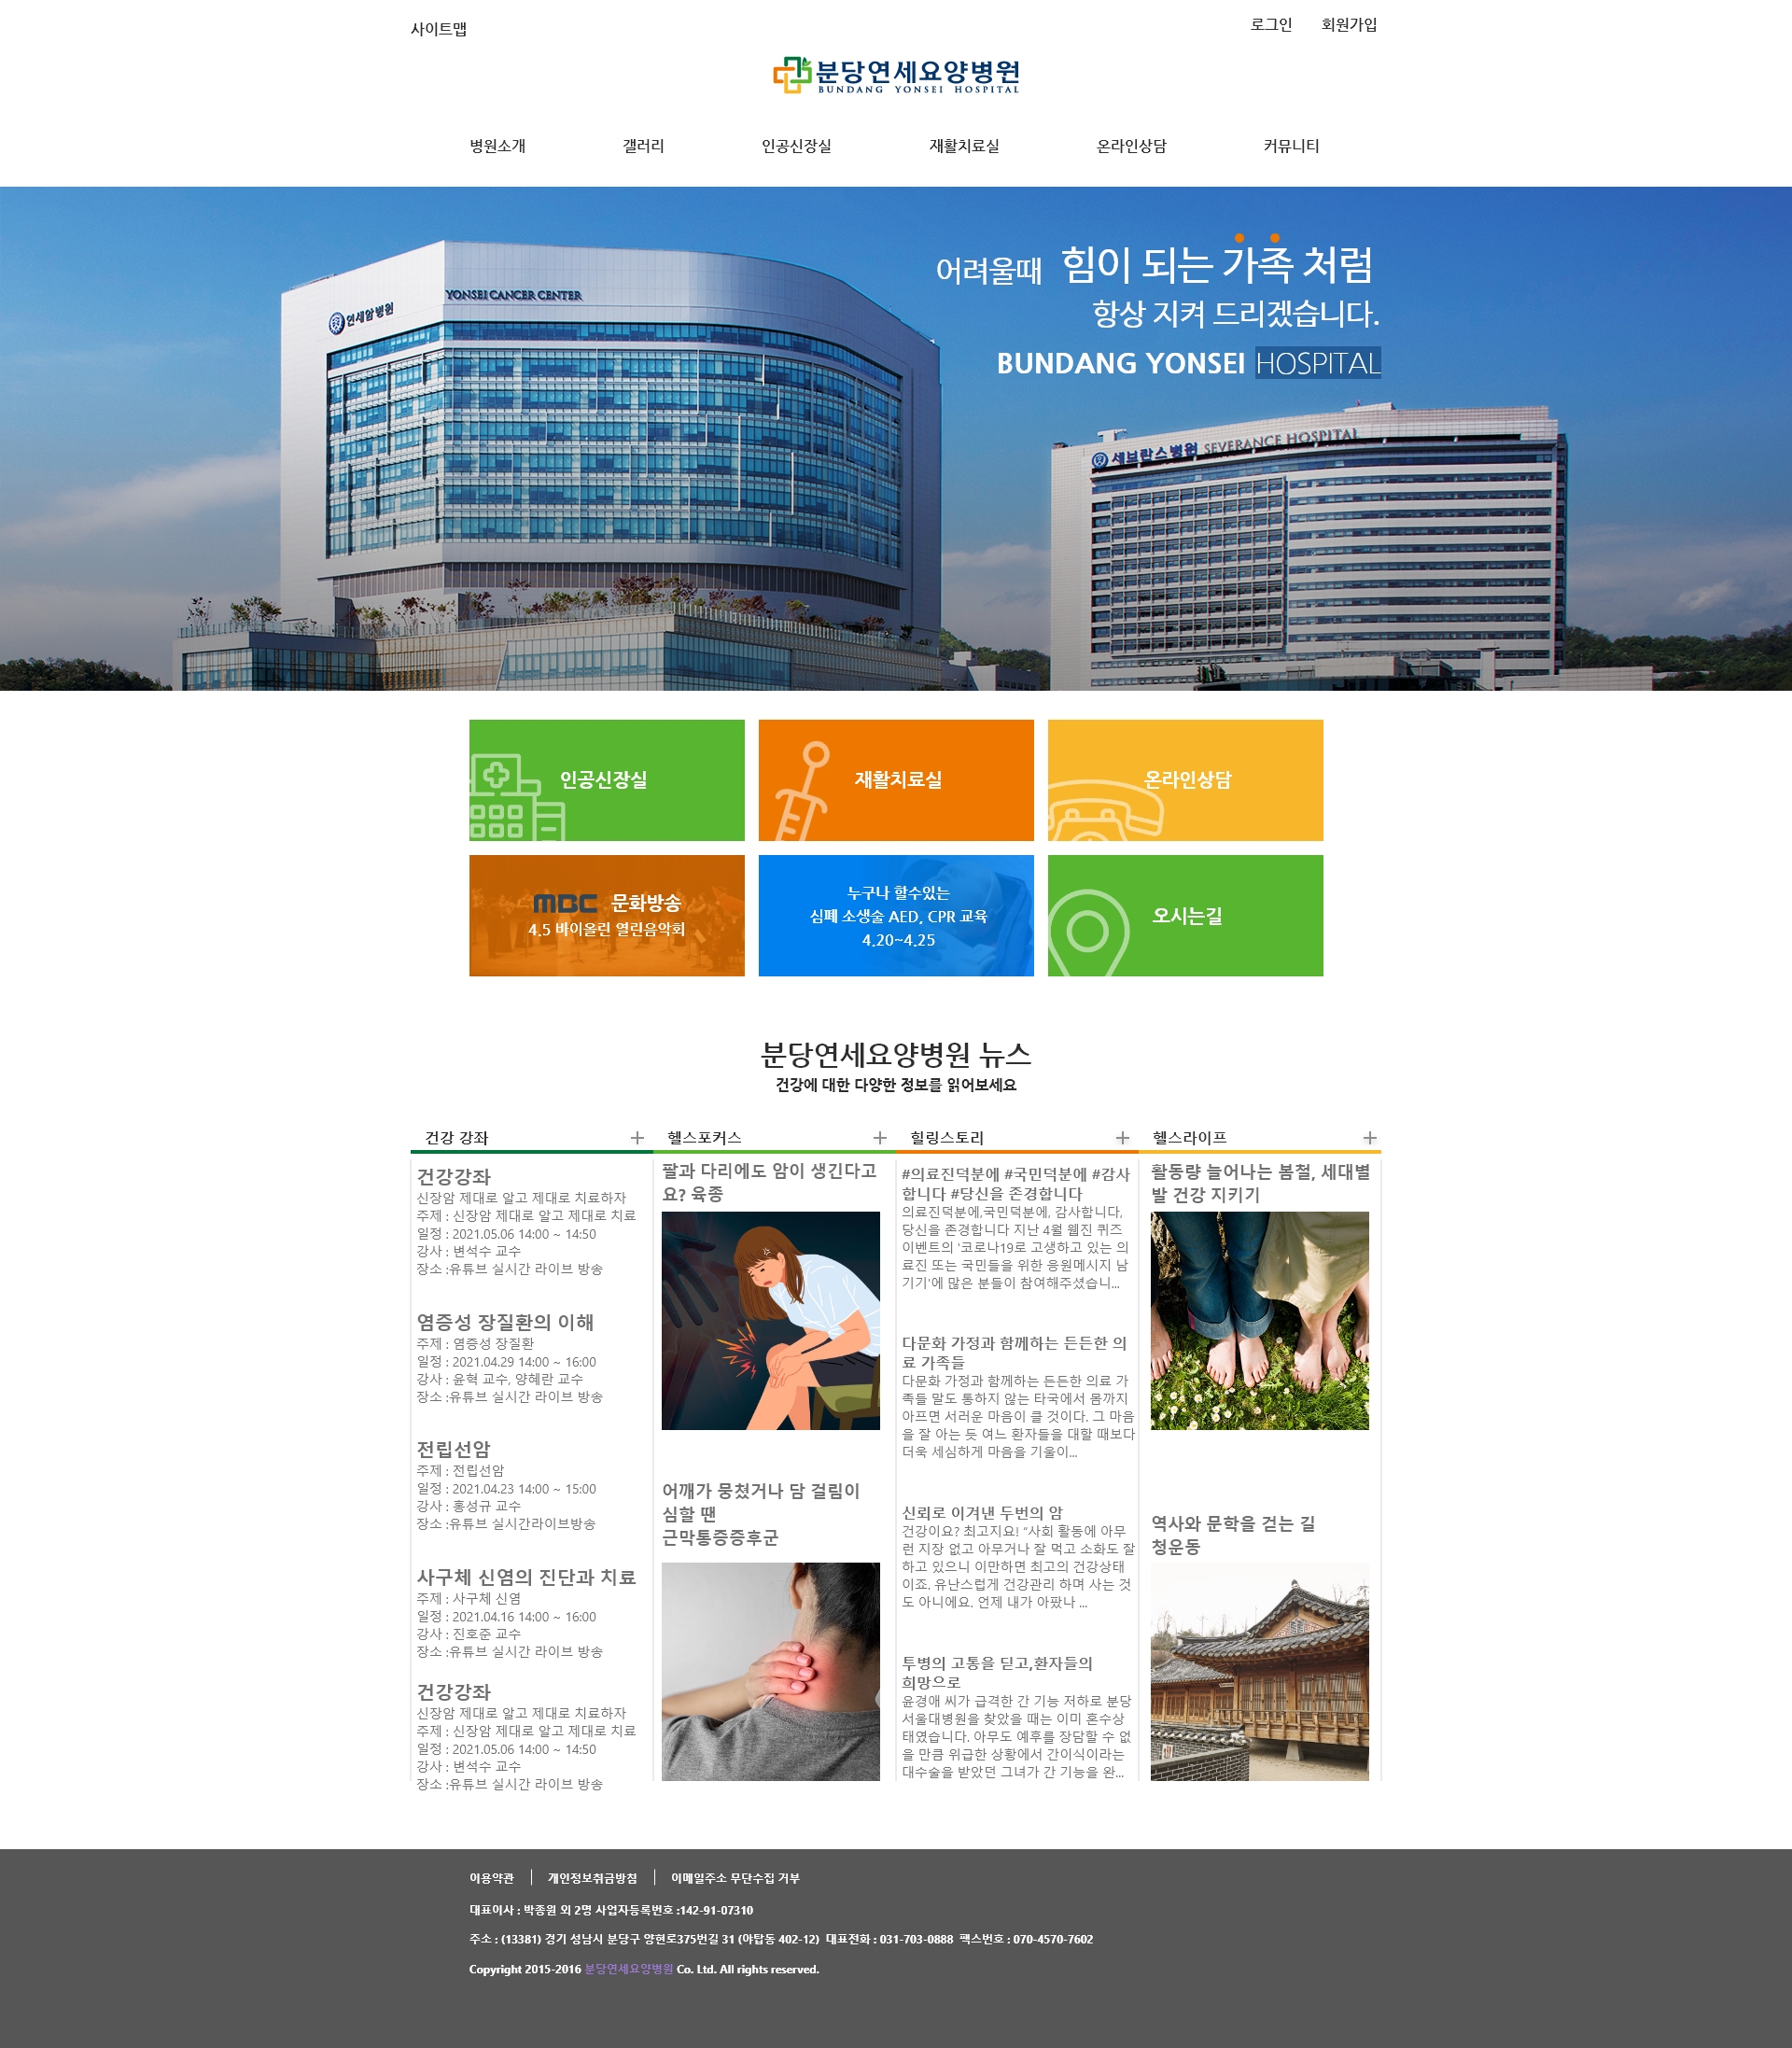 사이트맵
로그인 회원가입
분당연세요양병원
BUNDANG YONSEI HOSPITAL
병원소개 갤러리 인공신장실 재활치료실 온라인상담 커뮤니티
어려울때 힘이 되는 가족 처럼
항상 지켜 드리겠습니다.
BUNDANG YONSEI HOSPITAL
연세암병원 YONSEI CANCER CENTER
세브란스병원 SEVERANCE HOSPITAL
인공신장실
재활치료실
온라인상담
MBC 문화방송
4.5 바이올린 열린음악회
누구나 할수있는
심폐 소생술 AED, CPR 교육
4.20~4.25
오시는길
분당연세요양병원 뉴스
건강에 대한 다양한 정보를 읽어보세요
건강 강좌 +
건강강좌
신장암 제대로 알고 제대로 치료하자
주제 : 신장암 제대로 알고 제대로 치료
일정 : 2021.05.06 14:00 ~ 14:50
강사 : 변석수 교수
장소 :유튜브 실시간 라이브 방송
염증성 장질환의 이해
주제 : 염증성 장질환
일정 : 2021.04.29 14:00 ~ 16:00
강사 : 윤혁 교수, 양혜란 교수
장소 :유튜브 실시간 라이브 방송
전립선암
주제 : 전립선암
일정 : 2021.04.23 14:00 ~ 15:00
강사 : 홍성규 교수
장소 :유튜브 실시간라이브방송
사구체 신염의 진단과 치료
주제 : 사구체 신염
일정 : 2021.04.16 14:00 ~ 16:00
강사 : 진호준 교수
장소 :유튜브 실시간 라이브 방송
건강강좌
신장암 제대로 알고 제대로 치료하자
주제 : 신장암 제대로 알고 제대로 치료
일정 : 2021.05.06 14:00 ~ 14:50
강사 : 변석수 교수
장소 :유튜브 실시간 라이브 방송
헬스포커스 +
팔과 다리에도 암이 생긴다고
요? 육종
어깨가 뭉쳤거나 담 걸림이
심할 땐
근막통증증후군
힐링스토리 +
#의료진덕분에 #국민덕분에 #감사
합니다 #당신을 존경합니다
의료진덕분에,국민덕분에, 감사합니다,
당신을 존경합니다 지난 4월 웹진 퀴즈
이벤트의 '코로나19로 고생하고 있는 의
료진 또는 국민들을 위한 응원메시지 남
기기'에 많은 분들이 참여해주셨습니...
다문화 가정과 함께하는 든든한 의
료 가족들
다문화 가정과 함께하는 든든한 의료 가
족들 말도 통하지 않는 타국에서 몸까지
아프면 서러운 마음이 클 것이다. 그 마음
을 잘 아는 듯 여느 환자들을 대할 때보다
더욱 세심하게 마음을 기울이...
신뢰로 이겨낸 두번의 암
건강이요? 최고지요! “사회 활동에 아무
런 지장 없고 아무거나 잘 먹고 소화도 잘
하고 있으니 이만하면 최고의 건강상태
이죠. 유난스럽게 건강관리 하며 사는 것
도 아니에요. 언제 내가 아팠나 ...
투병의 고통을 딛고,환자들의
희망으로
윤경애 씨가 급격한 간 기능 저하로 분당
서울대병원을 찾았을 때는 이미 혼수상
태였습니다. 아무도 예후를 장담할 수 없
을 만큼 위급한 상황에서 간이식이라는
대수술을 받았던 그녀가 간 기능을 완...
헬스라이프 +
활동량 늘어나는 봄철, 세대별
발 건강 지키기
역사와 문학을 걷는 길
청운동
이용약관 개인정보취급방침 이메일주소 무단수집 거부
대표이사 : 박종원 외 2명 사업자등록번호 :142-91-07310
주소 : (13381) 경기 성남시 분당구 양현로375번길 31 (야탑동 402-12) 대표전화 : 031-703-0888 팩스번호 : 070-4570-7602
Copyright 2015-2016 분당연세요양병원 Co. Ltd. All rights reserved.